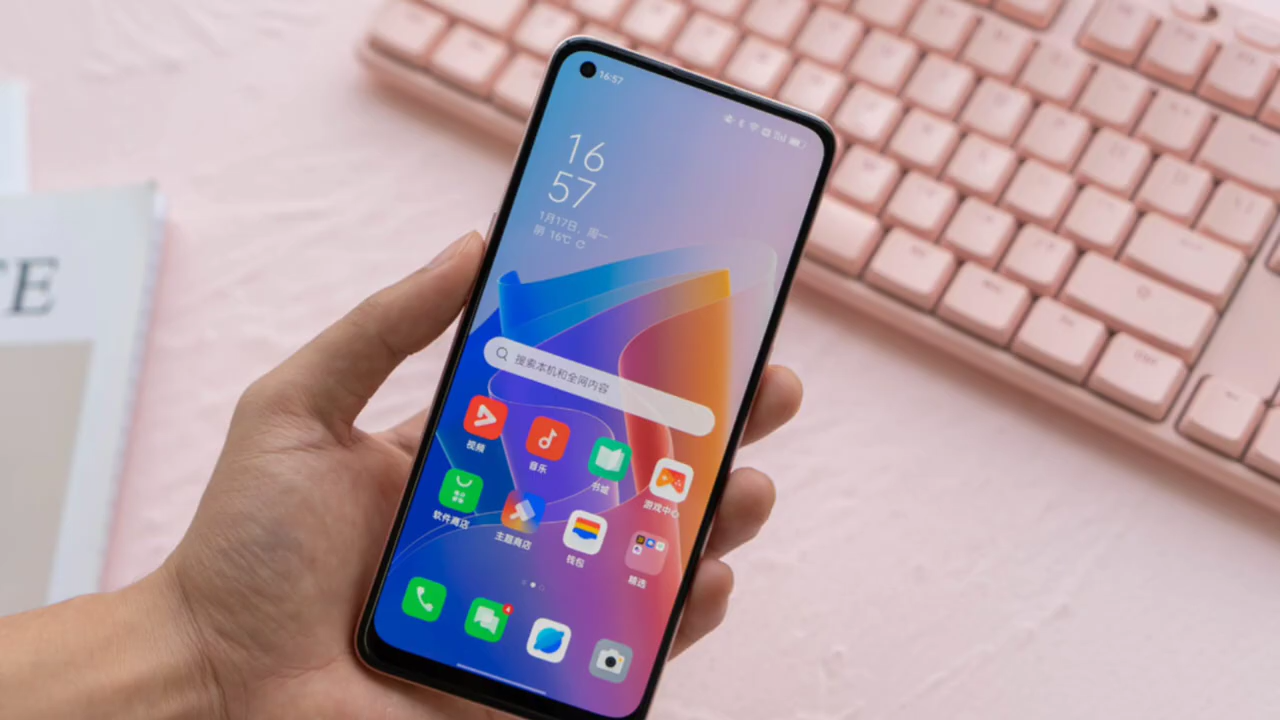 16:57
16
57
1月17日，周一
阴 16℃
搜索本机和全网内容
视频
音乐
书城
游戏中心
软件商店
主题商店
钱包
精选
4
TE